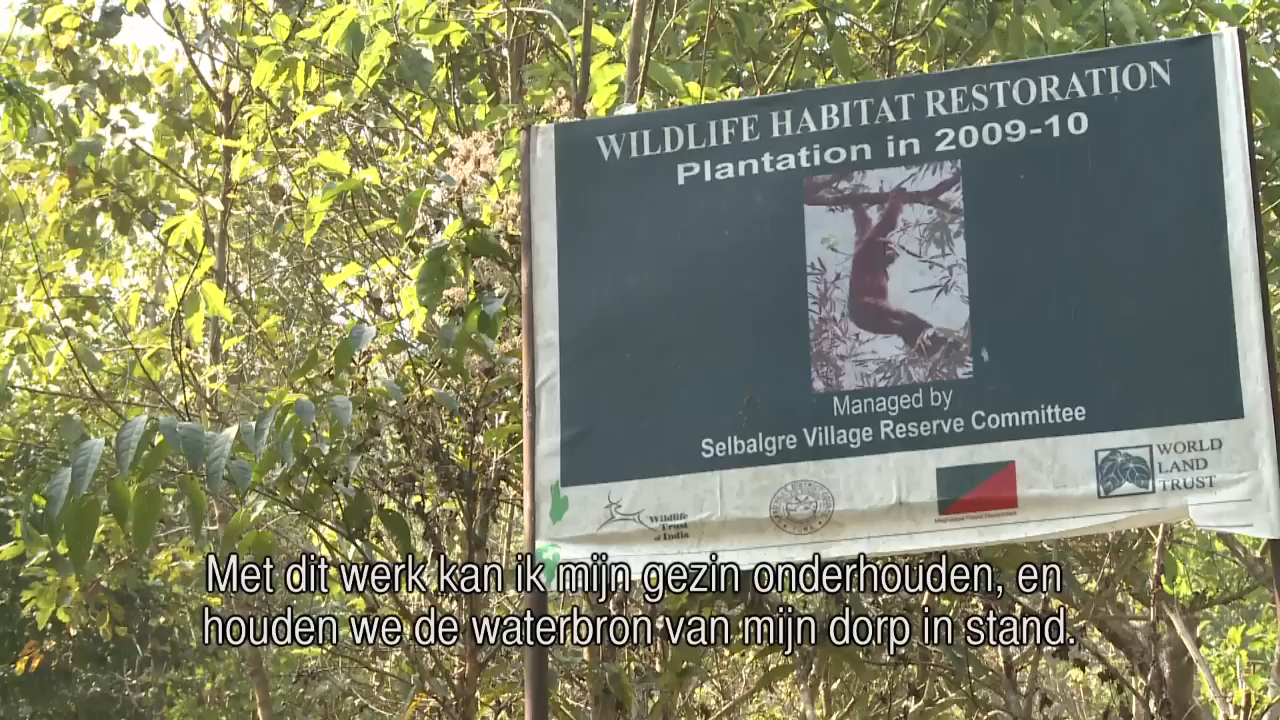 WILDLIFE HABITAT RESTORATION
Plantation in 2009-10
Managed by
Selbalgre Village Reserve Committee
WORLD
LAND
TRUST
Wildlife
Trust
of India
Met dit werk kan ik mijn gezin onderhouden, en
houden we de waterbron van mijn dorp in stand.